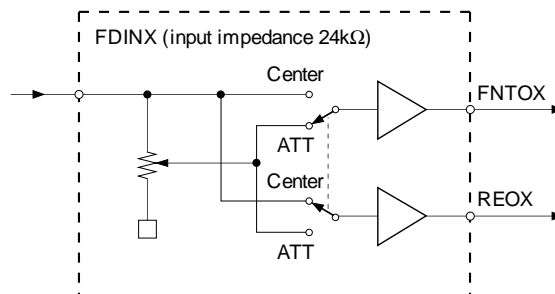 FDINX (input impedance 24kΩ)
Center
FNTOX
ATT
Center
REOX
ATT